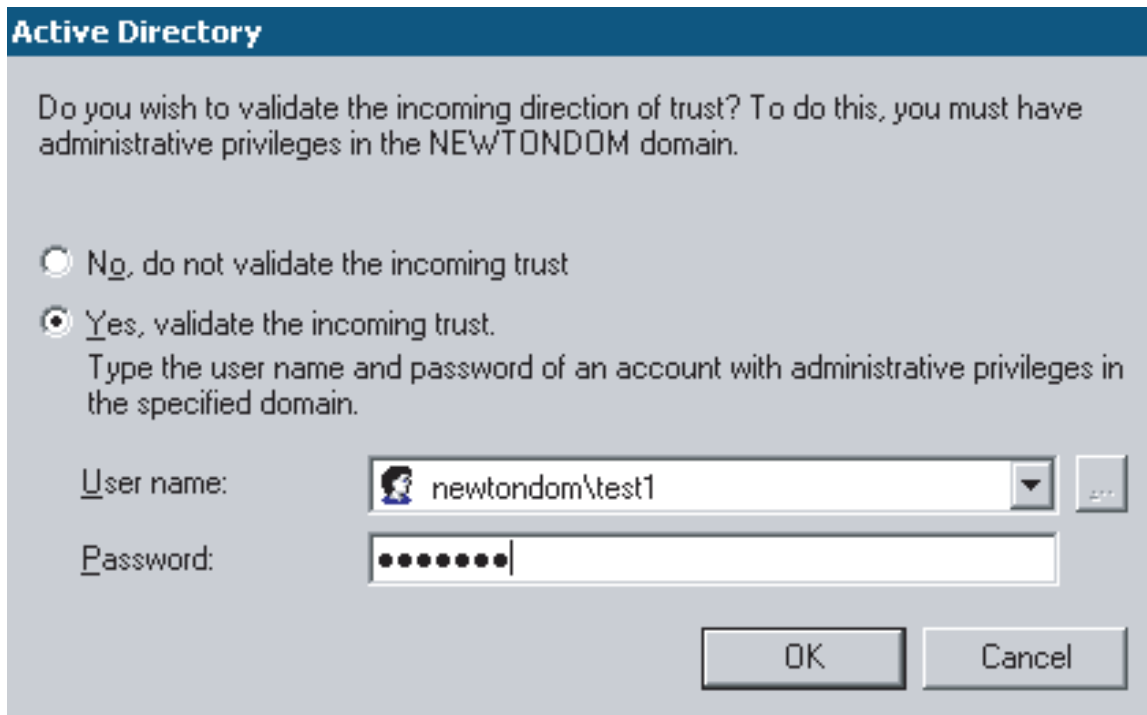 Active Directory
Do you wish to validate the incoming direction of trust? To do this, you must have
administrative privileges in the NEWTONDOM domain.
No, do not validate the incoming trust
Yes, validate the incoming trust.
Type the user name and password of an account with administrative privileges in
the specified domain.
User name: newtondom\test1 ...
Password: •••••••
OK Cancel